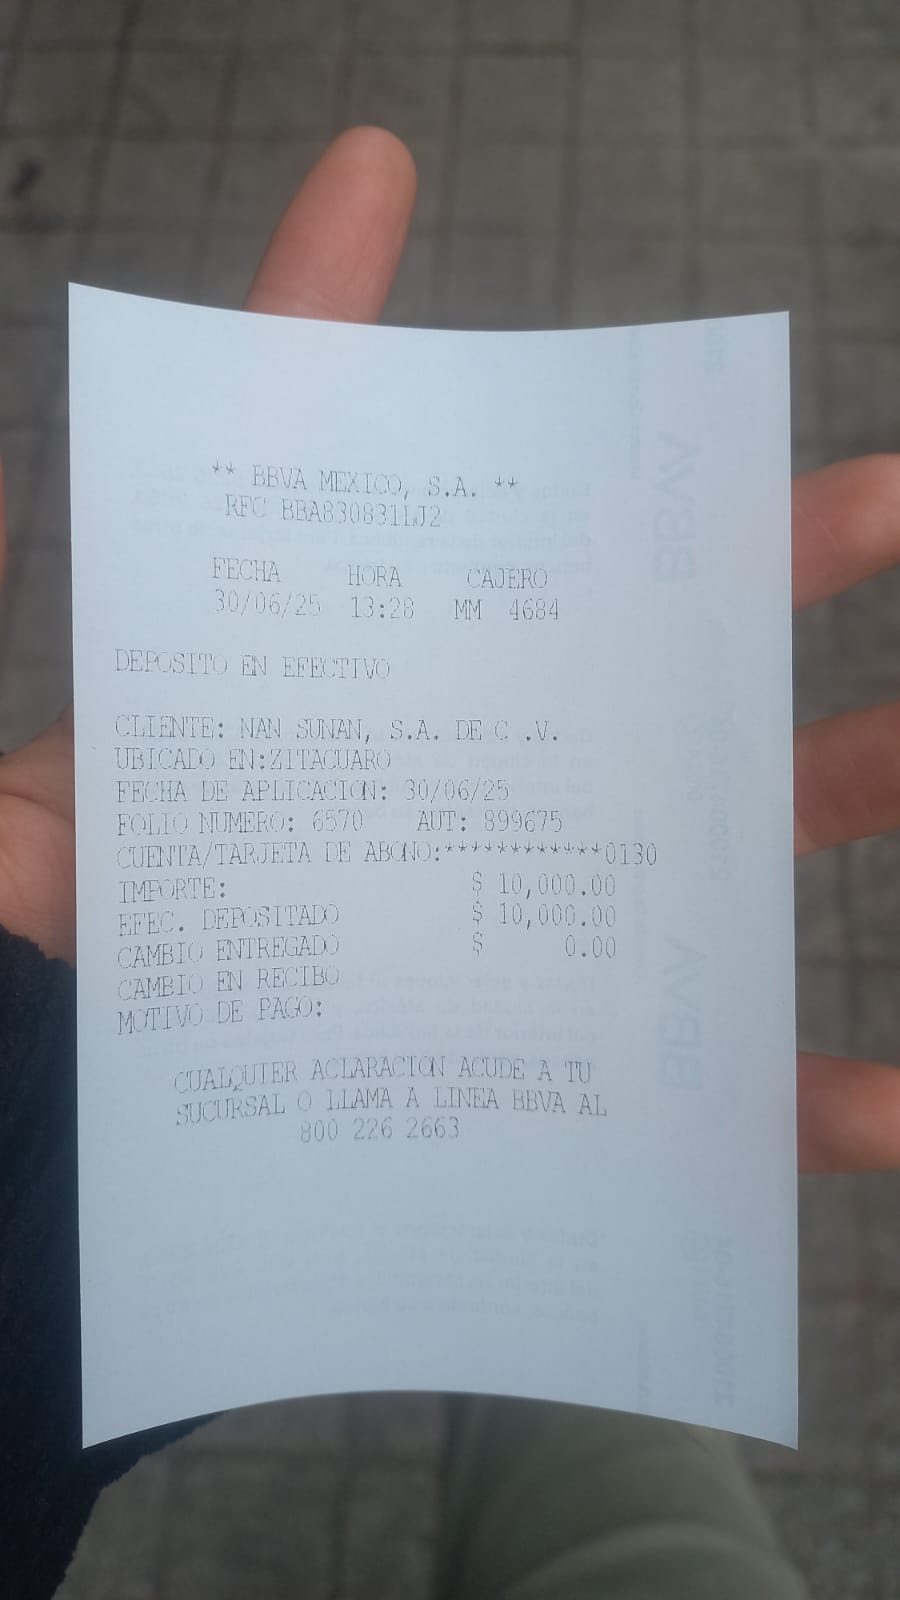 ** BBVA MEXICO, S.A. **
RFC BBA830831LJ2
FECHA HORA CAJERO
30/06/25 13:28 MM 4684
DEPOSITO EN EFECTIVO
CLIENTE: NAN SUNAN, S.A. DE C .V.
UBICADO EN:ZITACUARO
FECHA DE APLICACION: 30/06/25
FOLIO NUMERO: 6570 AUT: 899675
CUENTA/TARJETA DE ABONO:************0130
IMPORTE: $ 10,000.00
EFEC. DEPOSITADO $ 10,000.00
CAMBIO ENTREGADO $ 0.00
CAMBIO EN RECIBO
MOTIVO DE PAGO:
CUALQUIER ACLARACION ACUDE A TU
SUCURSAL O LLAMA A LINEA BBVA AL
800 226 2663
BBVA
BBVA